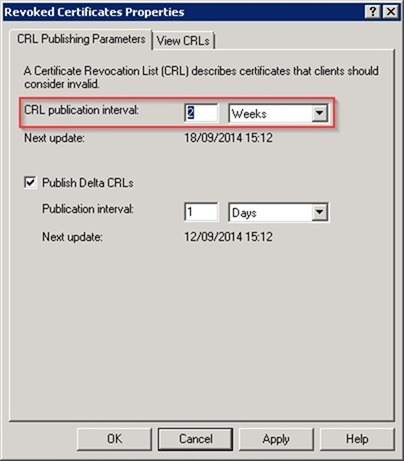 Revoked Certificates Properties
CRL Publishing Parameters View CRLs
A Certificate Revocation List (CRL) describes certificates that clients should
consider invalid.
CRL publication interval: 2 Weeks
Next update: 18/09/2014 15:12
Publish Delta CRLs
Publication interval: 1 Days
Next update: 12/09/2014 15:12
OK Cancel Apply Help